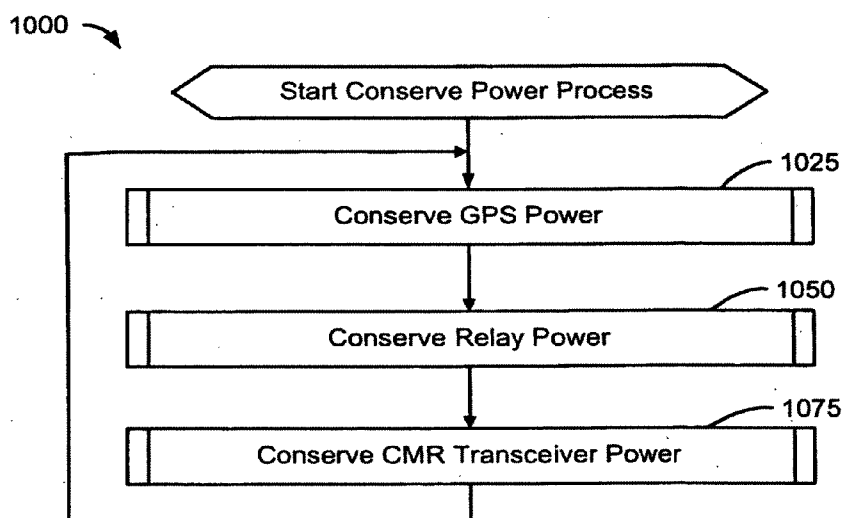 1000
Start Conserve Power Process
1025
Conserve GPS Power
1050
Conserve Relay Power
1075
Conserve CMR Transceiver Power